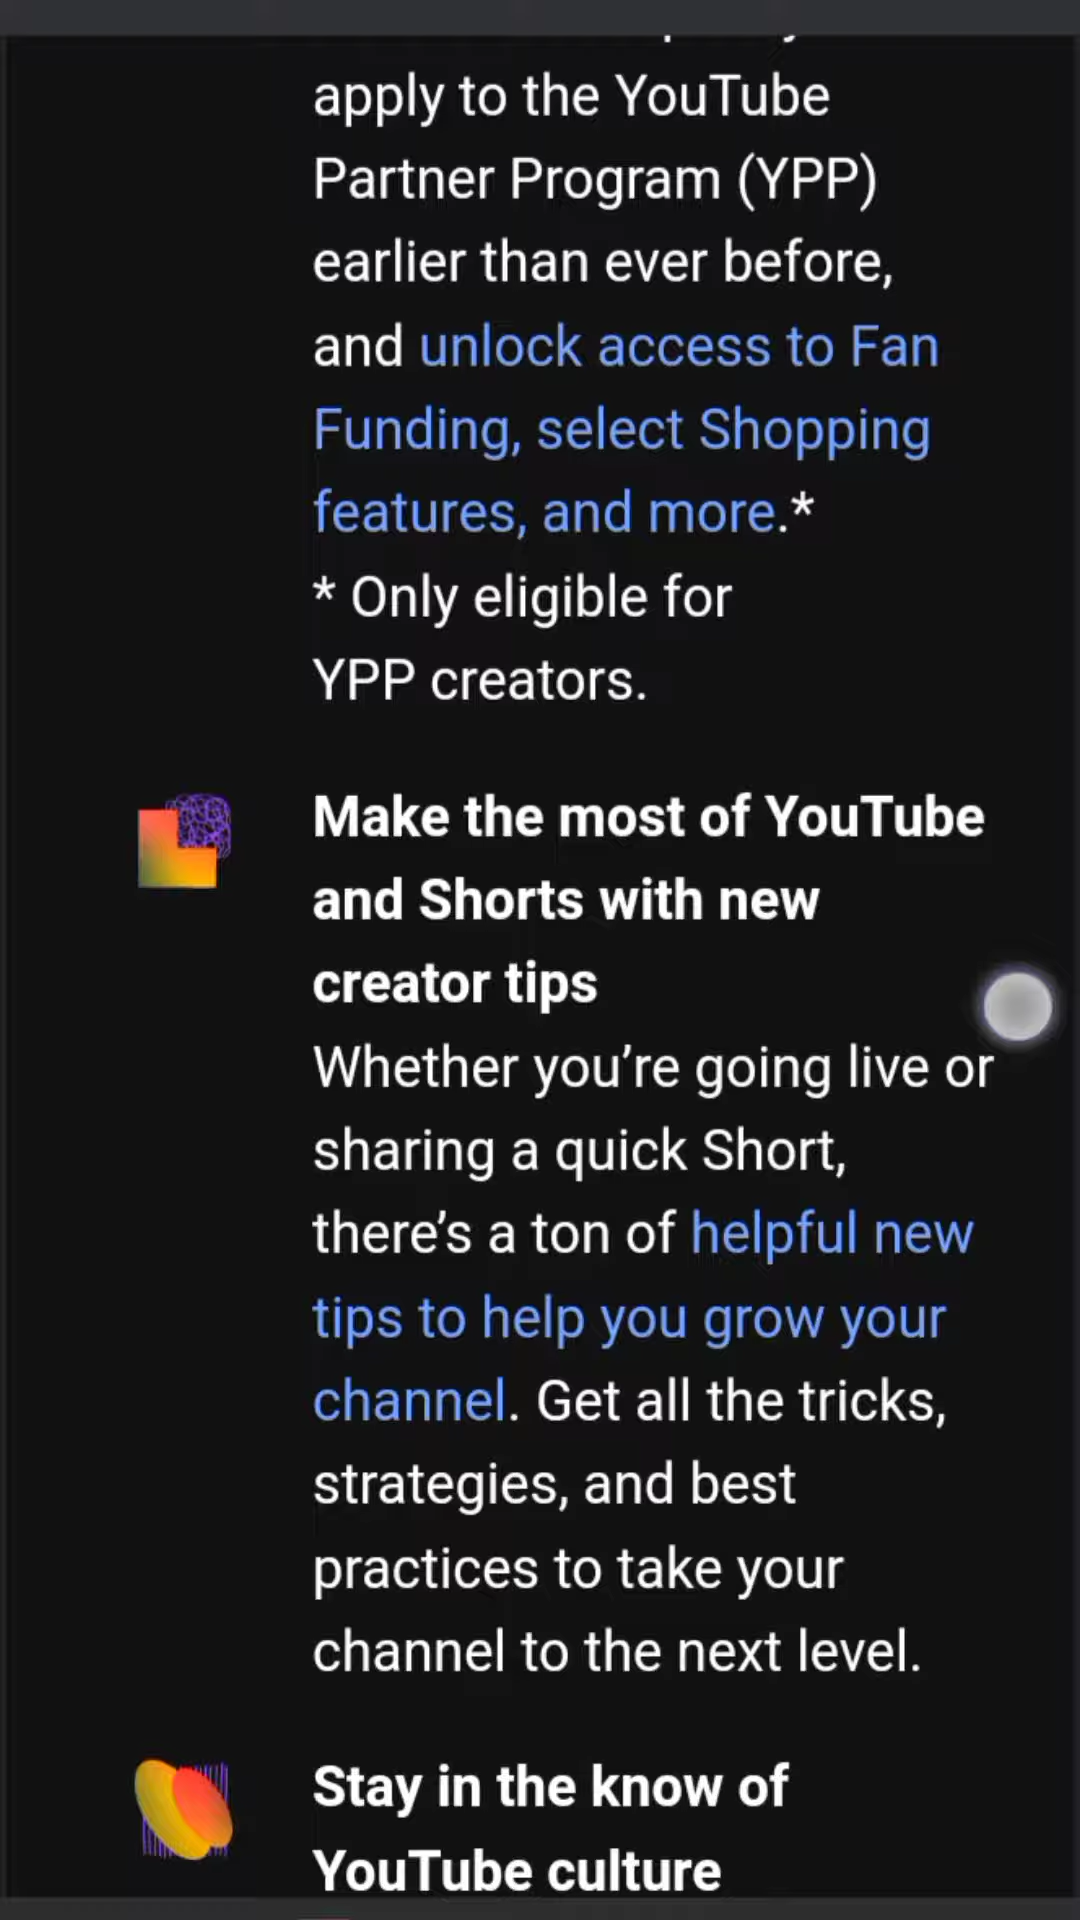 apply to the YouTube
Partner Program (YPP)
earlier than ever before,
and unlock access to Fan
Funding, select Shopping
features, and more.*
* Only eligible for
YPP creators.
Make the most of YouTube
and Shorts with new
creator tips
Whether you’re going live or
sharing a quick Short,
there’s a ton of helpful new
tips to help you grow your
channel. Get all the tricks,
strategies, and best
practices to take your
channel to the next level.
Stay in the know of
YouTube culture